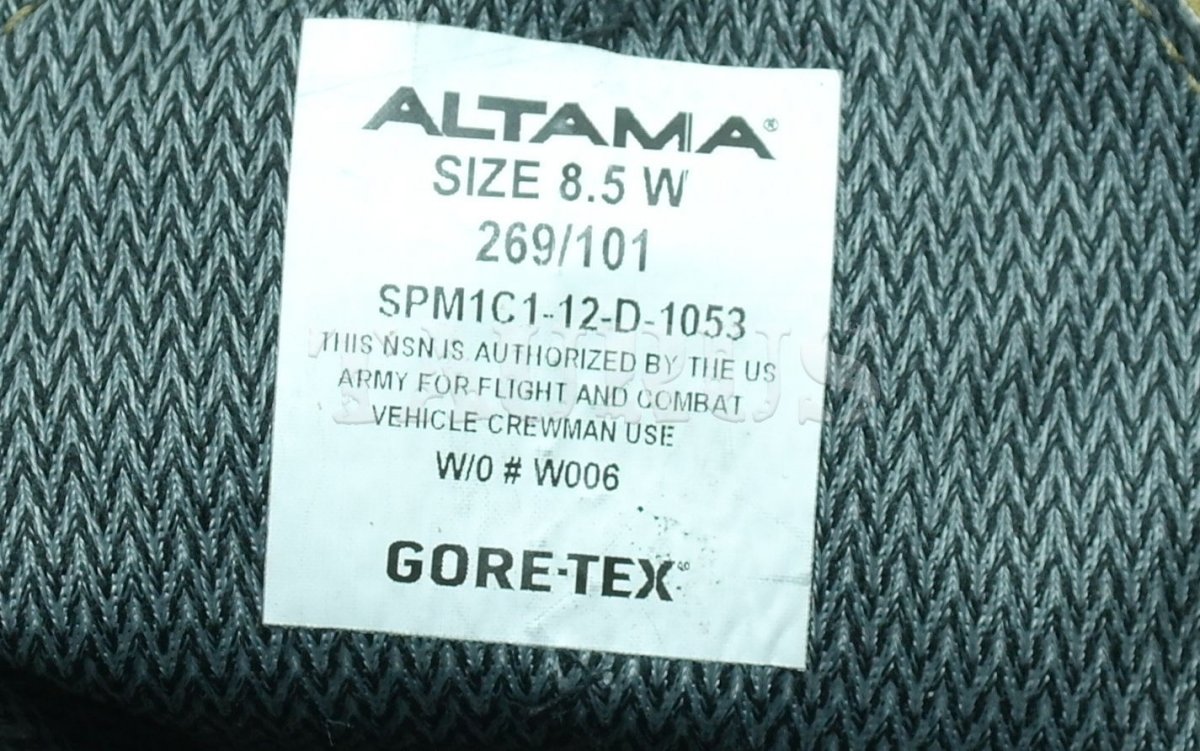 ALTAMA®
SIZE 8.5 W
269/101
SPM1C1-12-D-1053
THIS NSN IS AUTHORIZED BY THE US
ARMY FOR FLIGHT AND COMBAT
VEHICLE CREWMAN USE
W/0 # W006
GORE-TEX